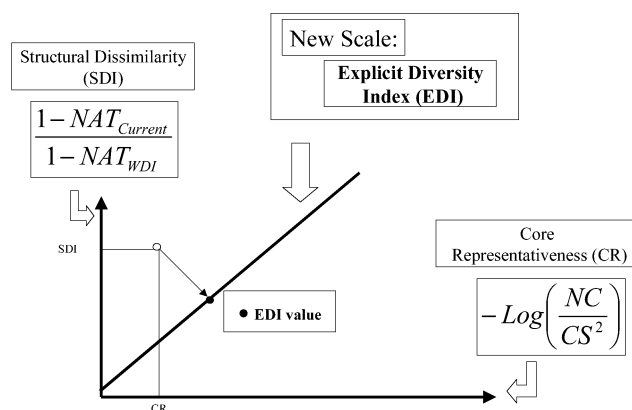 New Scale:
Explicit Diversity
Index (EDI)
Structural Dissimilarity
(SDI)
1 − NAT_Current
1 − NAT_WDI
Core
Representativeness (CR)
− Log(NC / CS²)
SDI
● EDI value
CR